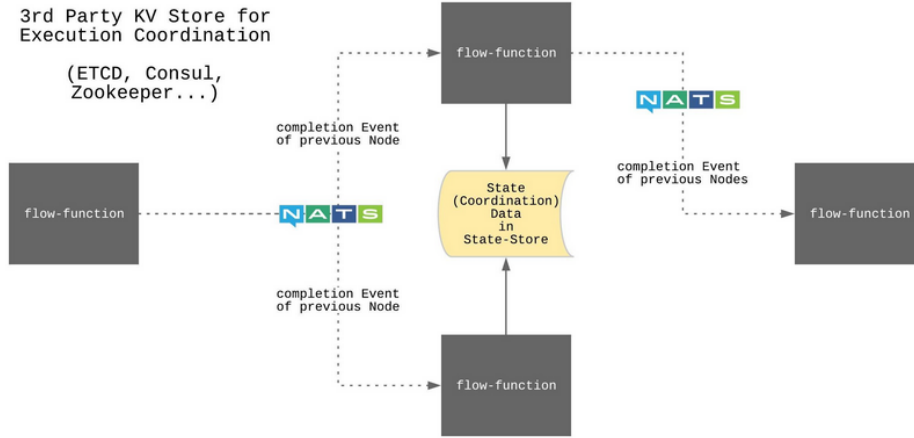 3rd Party KV Store for
Execution Coordination
(ETCD, Consul,
Zookeeper...)
flow-function
NATS
completion Event
of previous Node
completion Event
of previous Node
flow-function
State
(Coordination)
Data
in
State-Store
flow-function
NATS
completion Event
of previous Nodes
flow-function